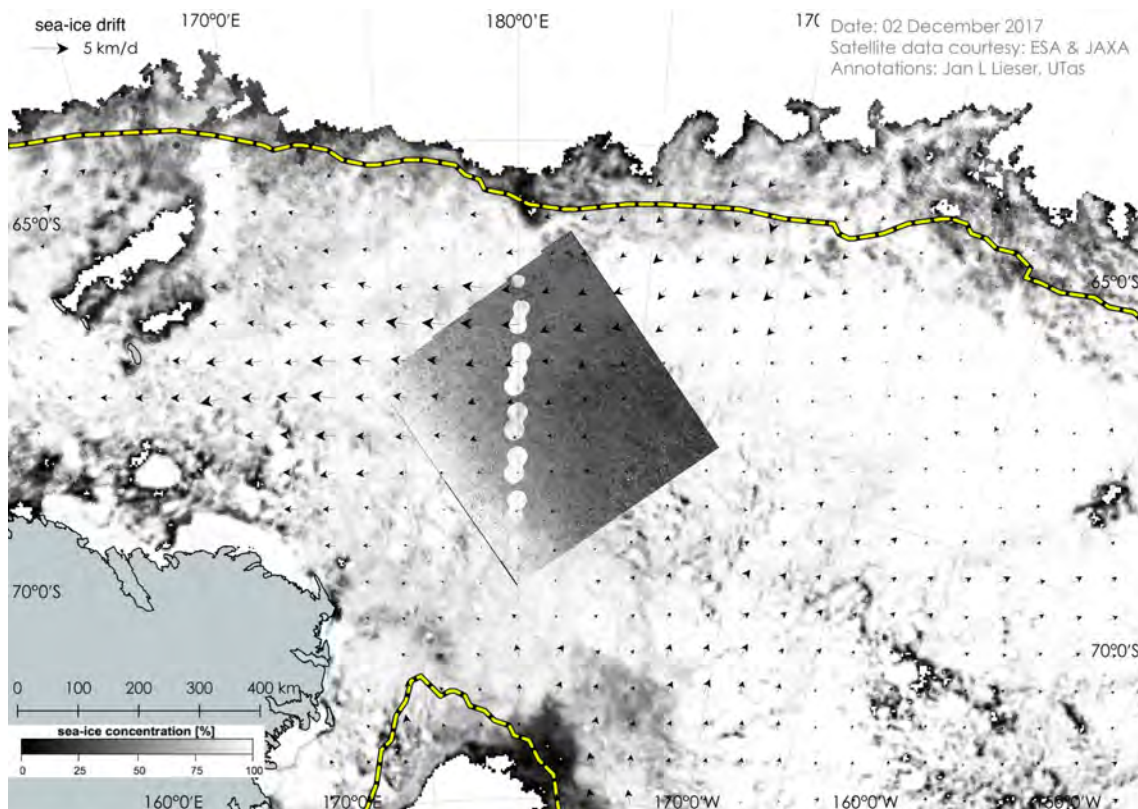 sea-ice drift
5 km/d
170°0'E
180°0'E
Date: 02 December 2017
Satellite data courtesy: ESA & JAXA
Annotations: Jan L Lieser, UTas
65°0'S
65°0'S
70°0'S
70°0'S
0 100 200 300 400 km
sea-ice concentration [%]
0 25 50 75 100
160°0'E
170°0'E
170°0'W
160°0'W